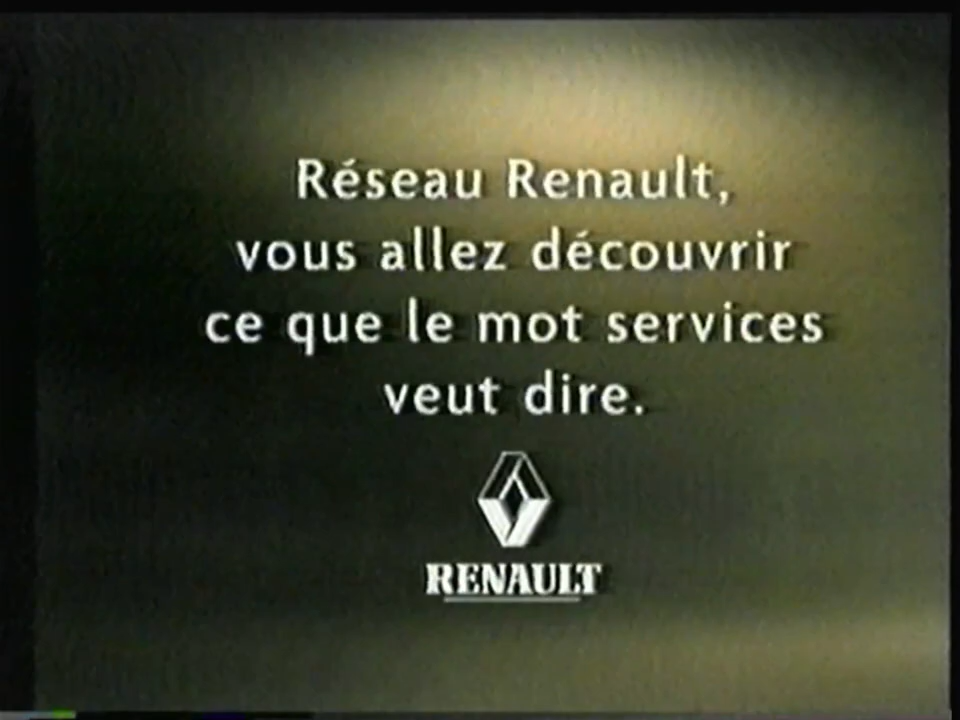 Réseau Renault,
vous allez découvrir
ce que le mot services
veut dire.
RENAULT